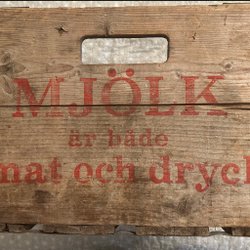 MJÖLK
är både
mat och dryck